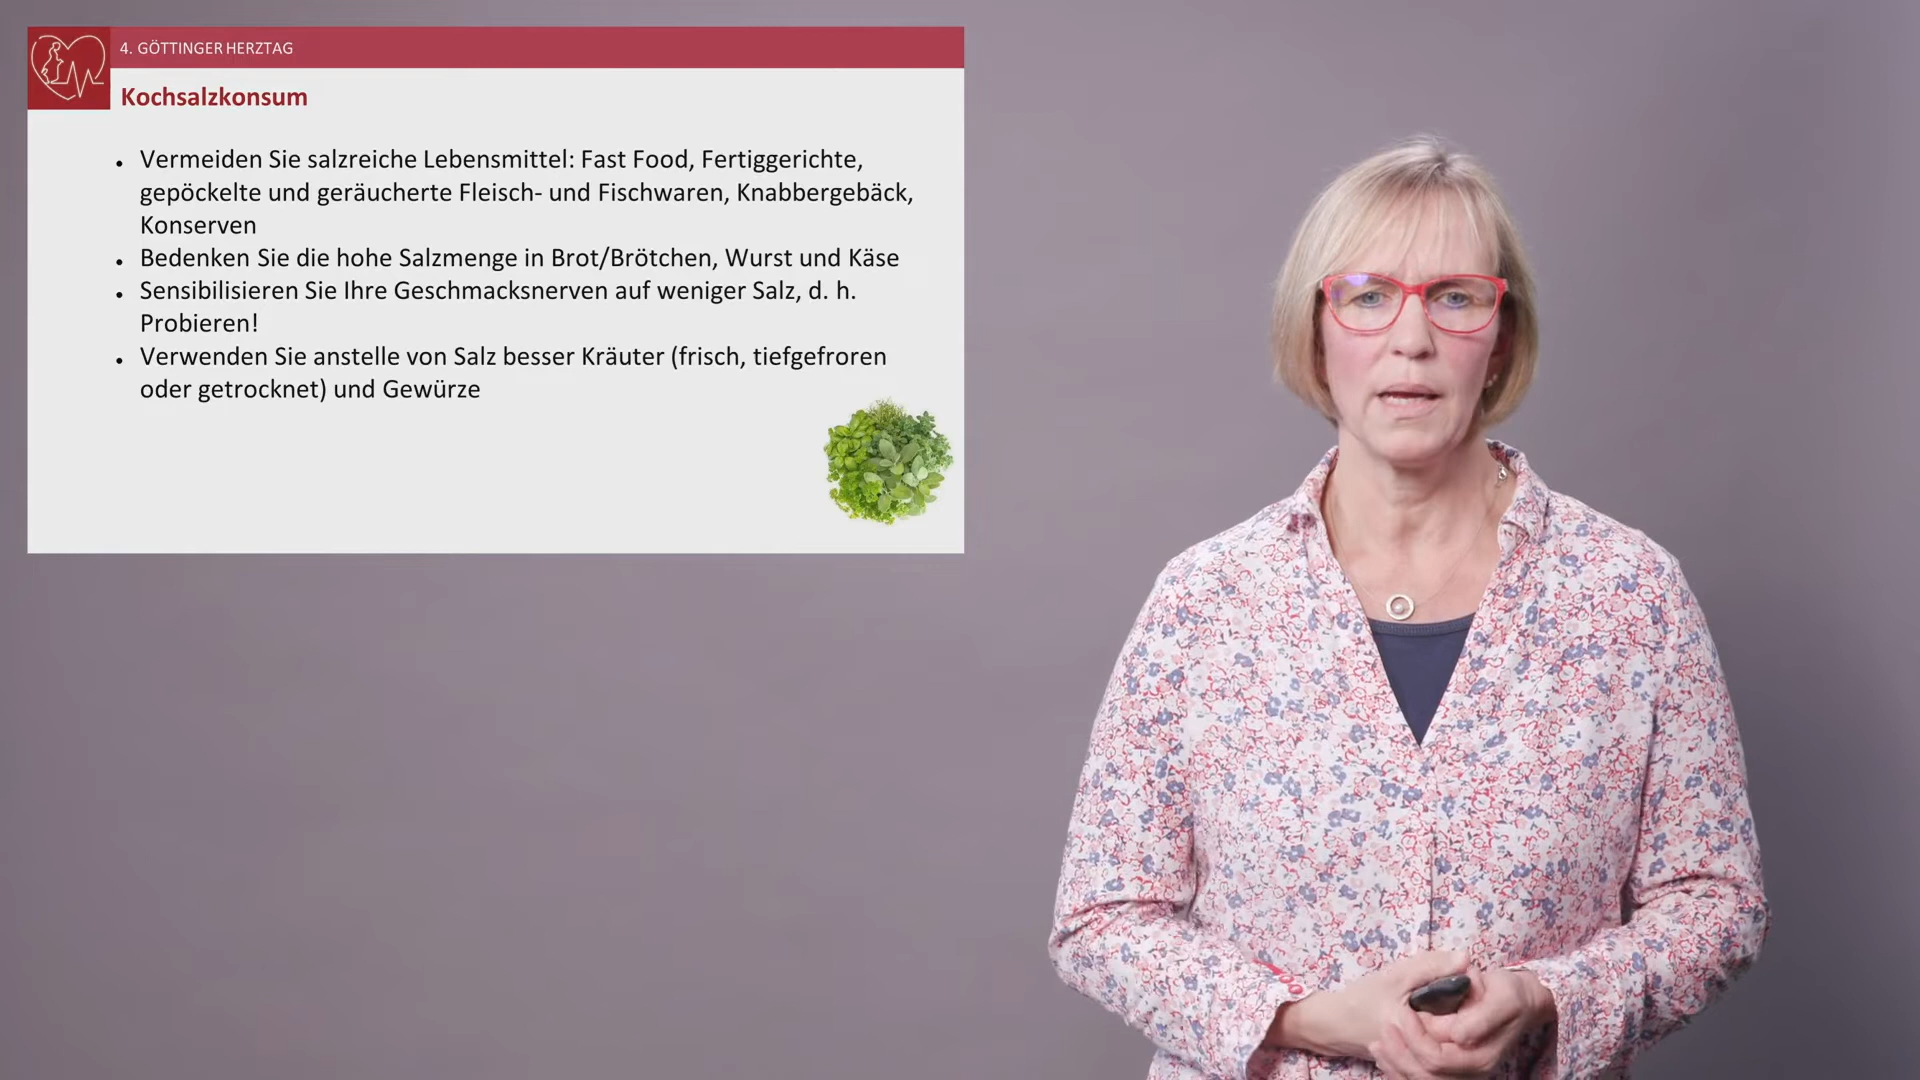 4. GÖTTINGER HERZTAG
Kochsalzkonsum
• Vermeiden Sie salzreiche Lebensmittel: Fast Food, Fertiggerichte,
gepöckelte und geräucherte Fleisch- und Fischwaren, Knabbergebäck,
Konserven
• Bedenken Sie die hohe Salzmenge in Brot/Brötchen, Wurst und Käse
• Sensibilisieren Sie Ihre Geschmacksnerven auf weniger Salz, d. h.
Probieren!
• Verwenden Sie anstelle von Salz besser Kräuter (frisch, tiefgefroren
oder getrocknet) und Gewürze